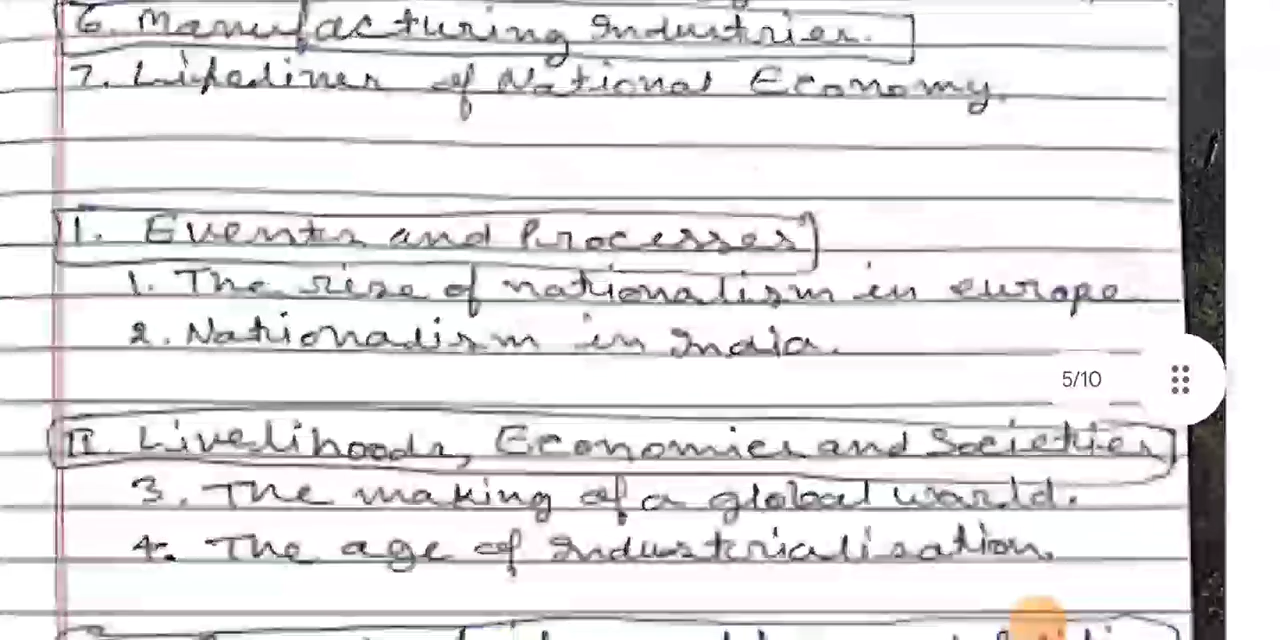 6. Manufacturing Industries.
7. Lifelines of National Economy.
I. Events and Processes
1. The rise of nationalism in europe
2. Nationalism in India.
5/10
II. Livelihoods, Economies and Societies
3. The making of a global world.
4. The age of Industrialisation.